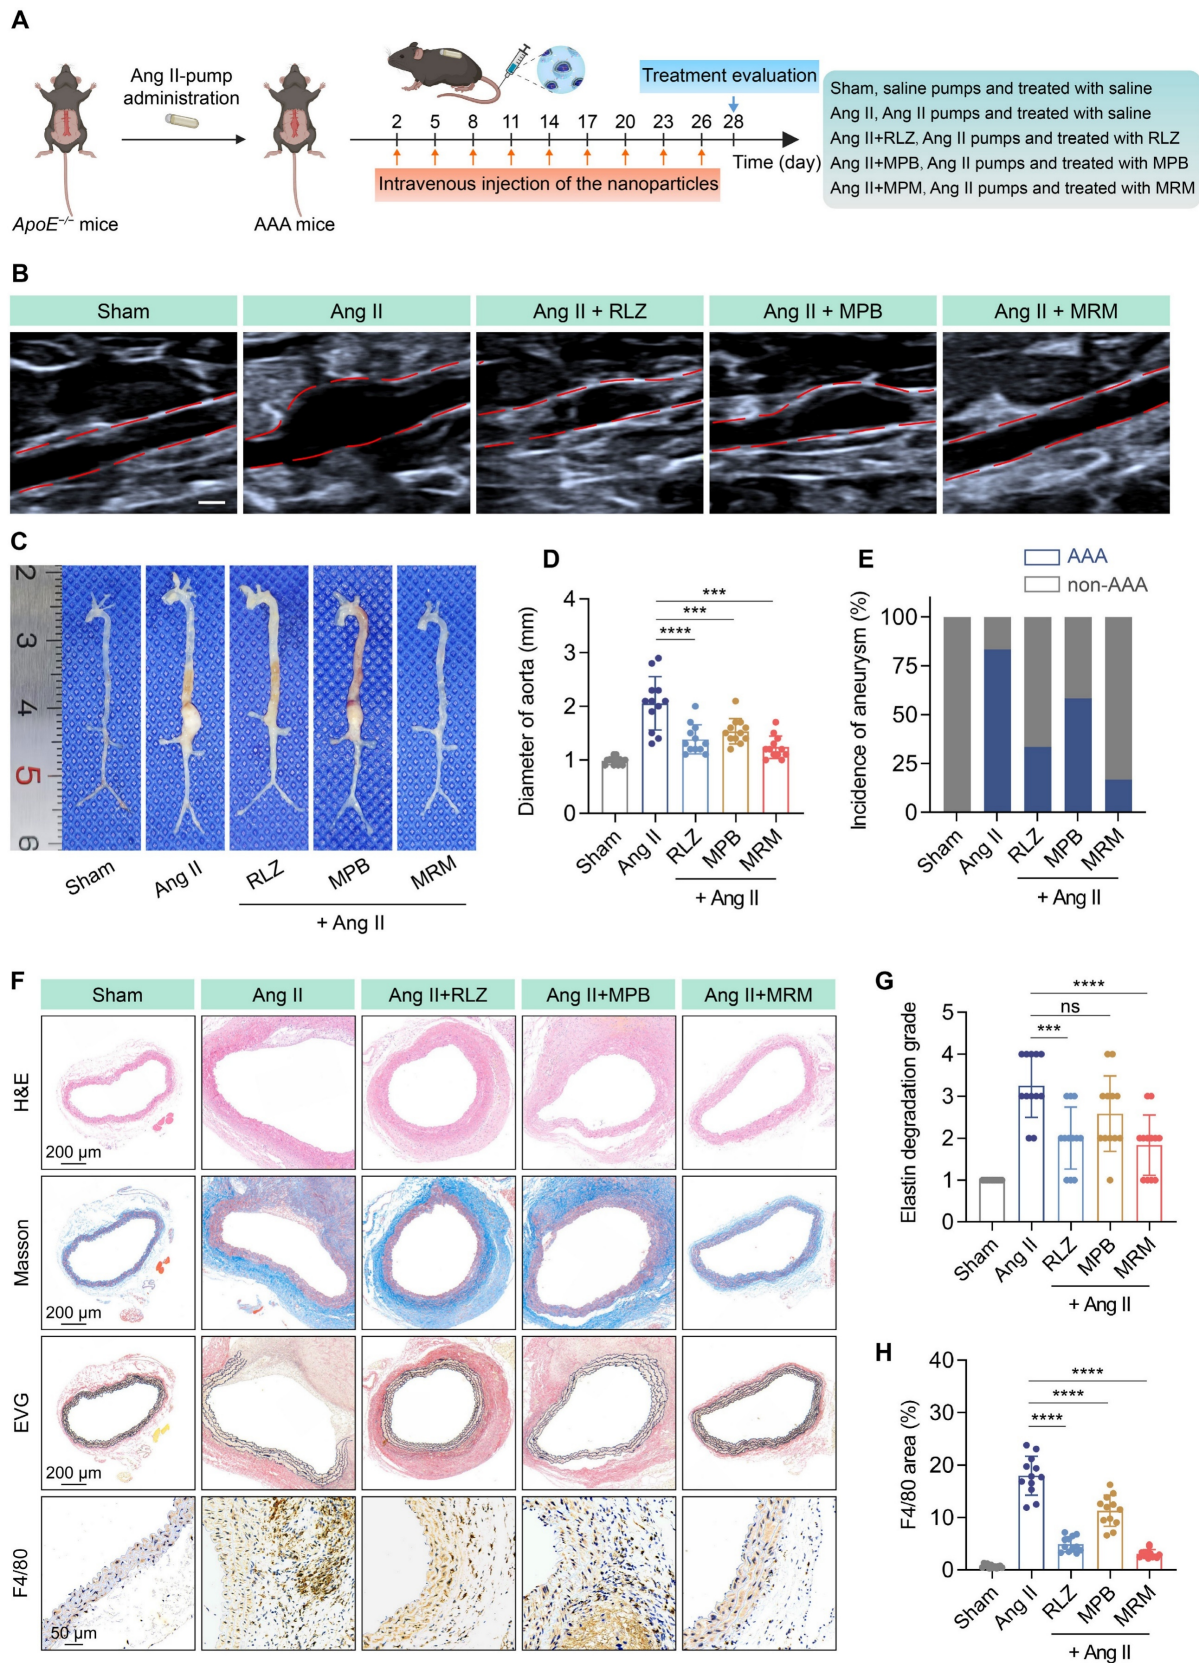 A
Ang II-pump
administration
ApoE–/– mice
AAA mice
2 5 8 11 14 17 20 23 26 28
Time (day)
Intravenous injection of the nanoparticles
Treatment evaluation
Sham, saline pumps and treated with saline
Ang II, Ang II pumps and treated with saline
Ang II+RLZ, Ang II pumps and treated with RLZ
Ang II+MPB, Ang II pumps and treated with MPB
Ang II+MPM, Ang II pumps and treated with MRM
B
Sham Ang II Ang II + RLZ Ang II + MPB Ang II + MRM
C
2
3
4
5
6
Sham Ang II RLZ MPB MRM
+ Ang II
D
Diameter of aorta (mm)
4
3
2
1
0
***
***
****
Sham Ang II RLZ MPB MRM
+ Ang II
E
AAA
non-AAA
Incidence of aneurysm (%)
100
75
50
25
0
Sham Ang II RLZ MPB MRM
+ Ang II
F
Sham Ang II Ang II+RLZ Ang II+MPB Ang II+MRM
H&E
200 µm
Masson
200 µm
EVG
200 µm
F4/80
50 µm
G
Elastin degradation grade
5
4
3
2
1
0
****
ns
***
Sham Ang II RLZ MPB MRM
+ Ang II
H
F4/80 area (%)
40
30
20
10
0
****
****
****
Sham Ang II RLZ MPB MRM
+ Ang II